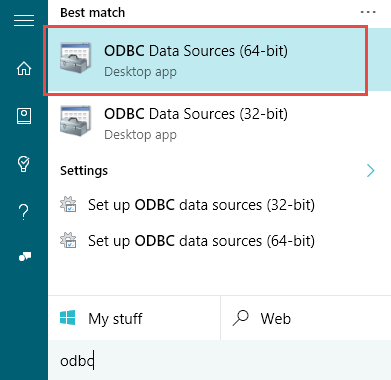 Best match
ODBC Data Sources (64-bit)
Desktop app
ODBC Data Sources (32-bit)
Desktop app
Settings
Set up ODBC data sources (32-bit)
Set up ODBC data sources (64-bit)
My stuff
Web
odbc